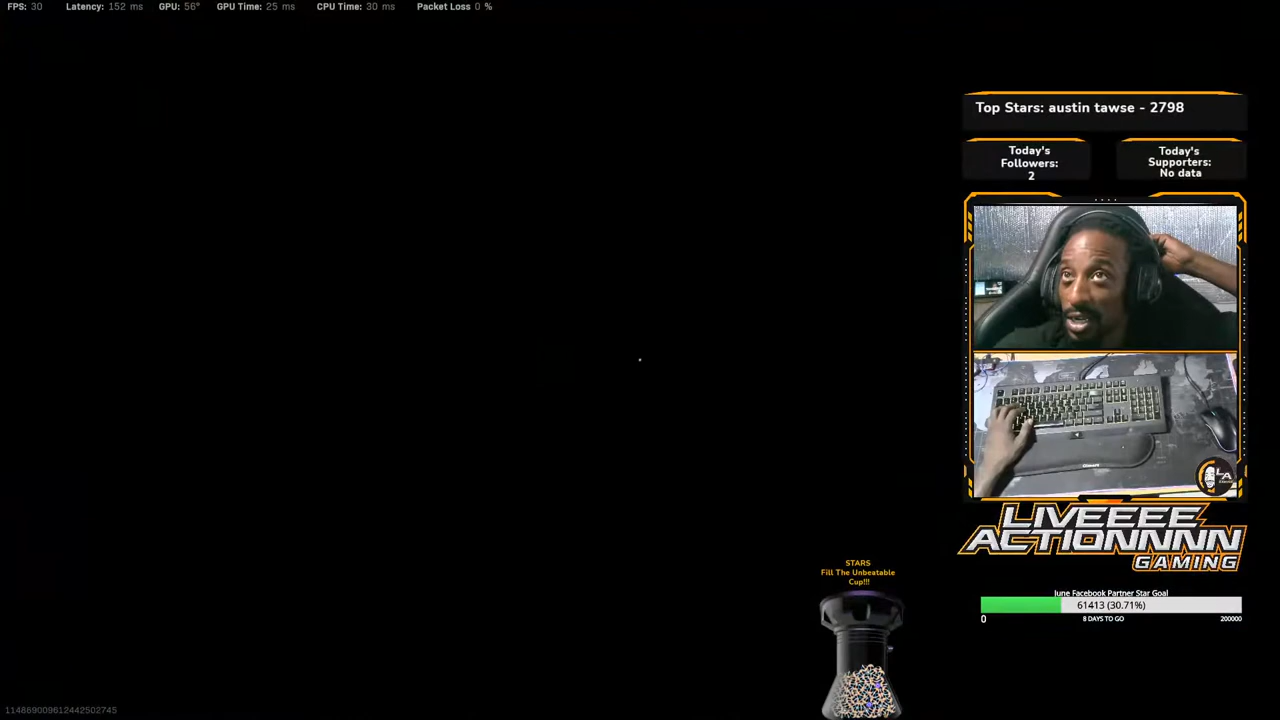 FPS: 30 Latency: 152 ms GPU: 56° GPU Time: 25 ms CPU Time: 30 ms Packet Loss 0 %
Top Stars: austin tawse - 2798
Today's
Followers:
2
Today's
Supporters:
No data
LA
LIVEEEE
ACTIONNNN
GAMING
STARS
Fill The Unbeatable
Cup!!!
June Facebook Partner Star Goal
61413 (30.71%)
0 8 DAYS TO GO 200000